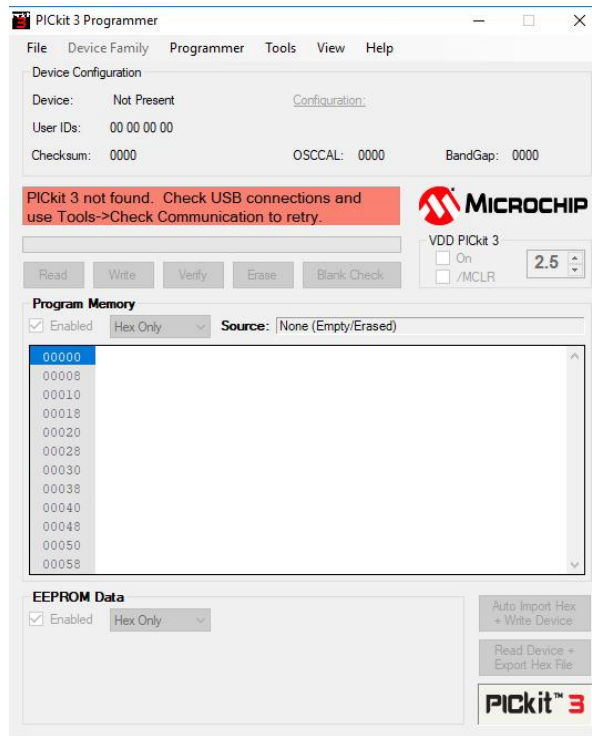 PICkit 3 Programmer
File Device Family Programmer Tools View Help
Device Configuration
Device: Not Present Configuration:
User IDs: 00 00 00 00
Checksum: 0000 OSCCAL: 0000 BandGap: 0000
PICkit 3 not found. Check USB connections and
use Tools->Check Communication to retry.
MICROCHIP
VDD PICkit 3
On
/MCLR
2.5
Read Write Verify Erase Blank Check
Program Memory
Enabled Hex Only Source: None (Empty/Erased)
00000
00008
00010
00018
00020
00028
00030
00038
00040
00048
00050
00058
EEPROM Data
Enabled Hex Only
Auto Import Hex
+ Write Device
Read Device +
Export Hex File
PICkit™ 3